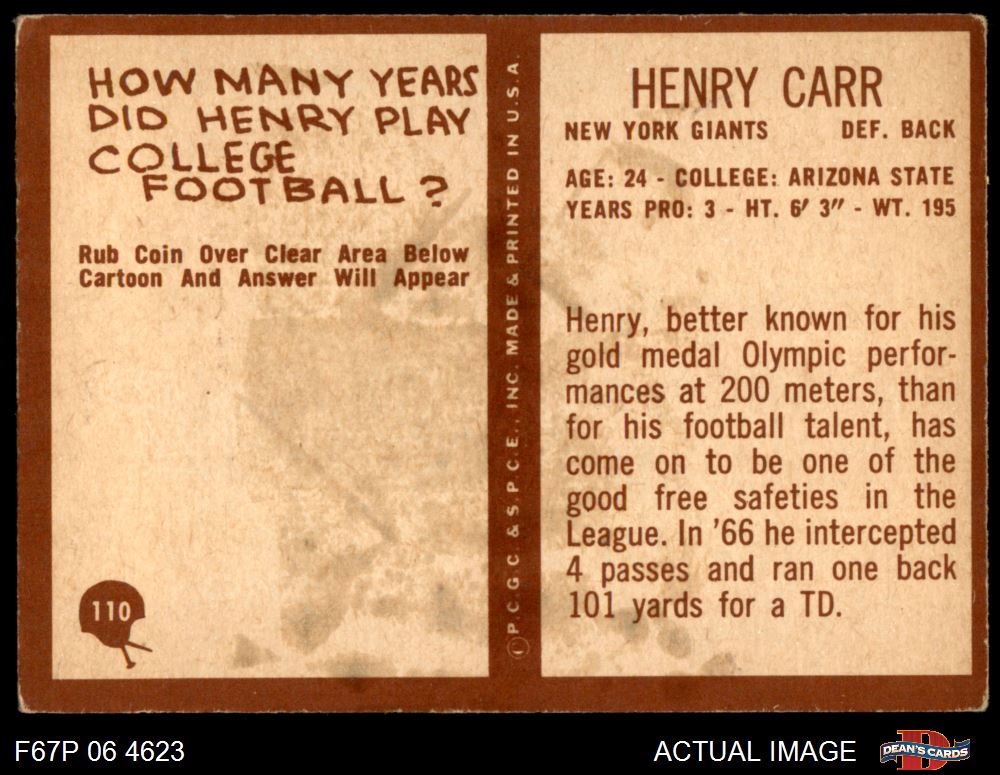 HOW MANY YEARS
DID HENRY PLAY
COLLEGE
FOOTBALL?
Rub Coin Over Clear Area Below
Cartoon And Answer Will Appear
110
©P.C.G.C. & S.P.C.E., INC. MADE & PRINTED IN U.S.A.
HENRY CARR
NEW YORK GIANTS DEF. BACK
AGE: 24 - COLLEGE: ARIZONA STATE
YEARS PRO: 3 - HT. 6' 3" - WT. 195
Henry, better known for his
gold medal Olympic perfor-
mances at 200 meters, than
for his football talent, has
come on to be one of the
good free safeties in the
League. In '66 he intercepted
4 passes and ran one back
101 yards for a TD.
F67P 06 4623
ACTUAL IMAGE
D
DEAN'S CARDS